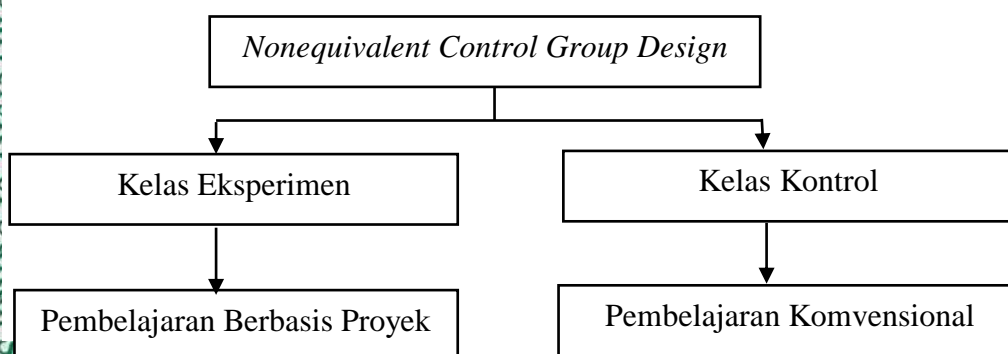 Nonequivalent Control Group Design
Kelas Eksperimen
Kelas Kontrol
Pembelajaran Berbasis Proyek
Pembelajaran Komvensional